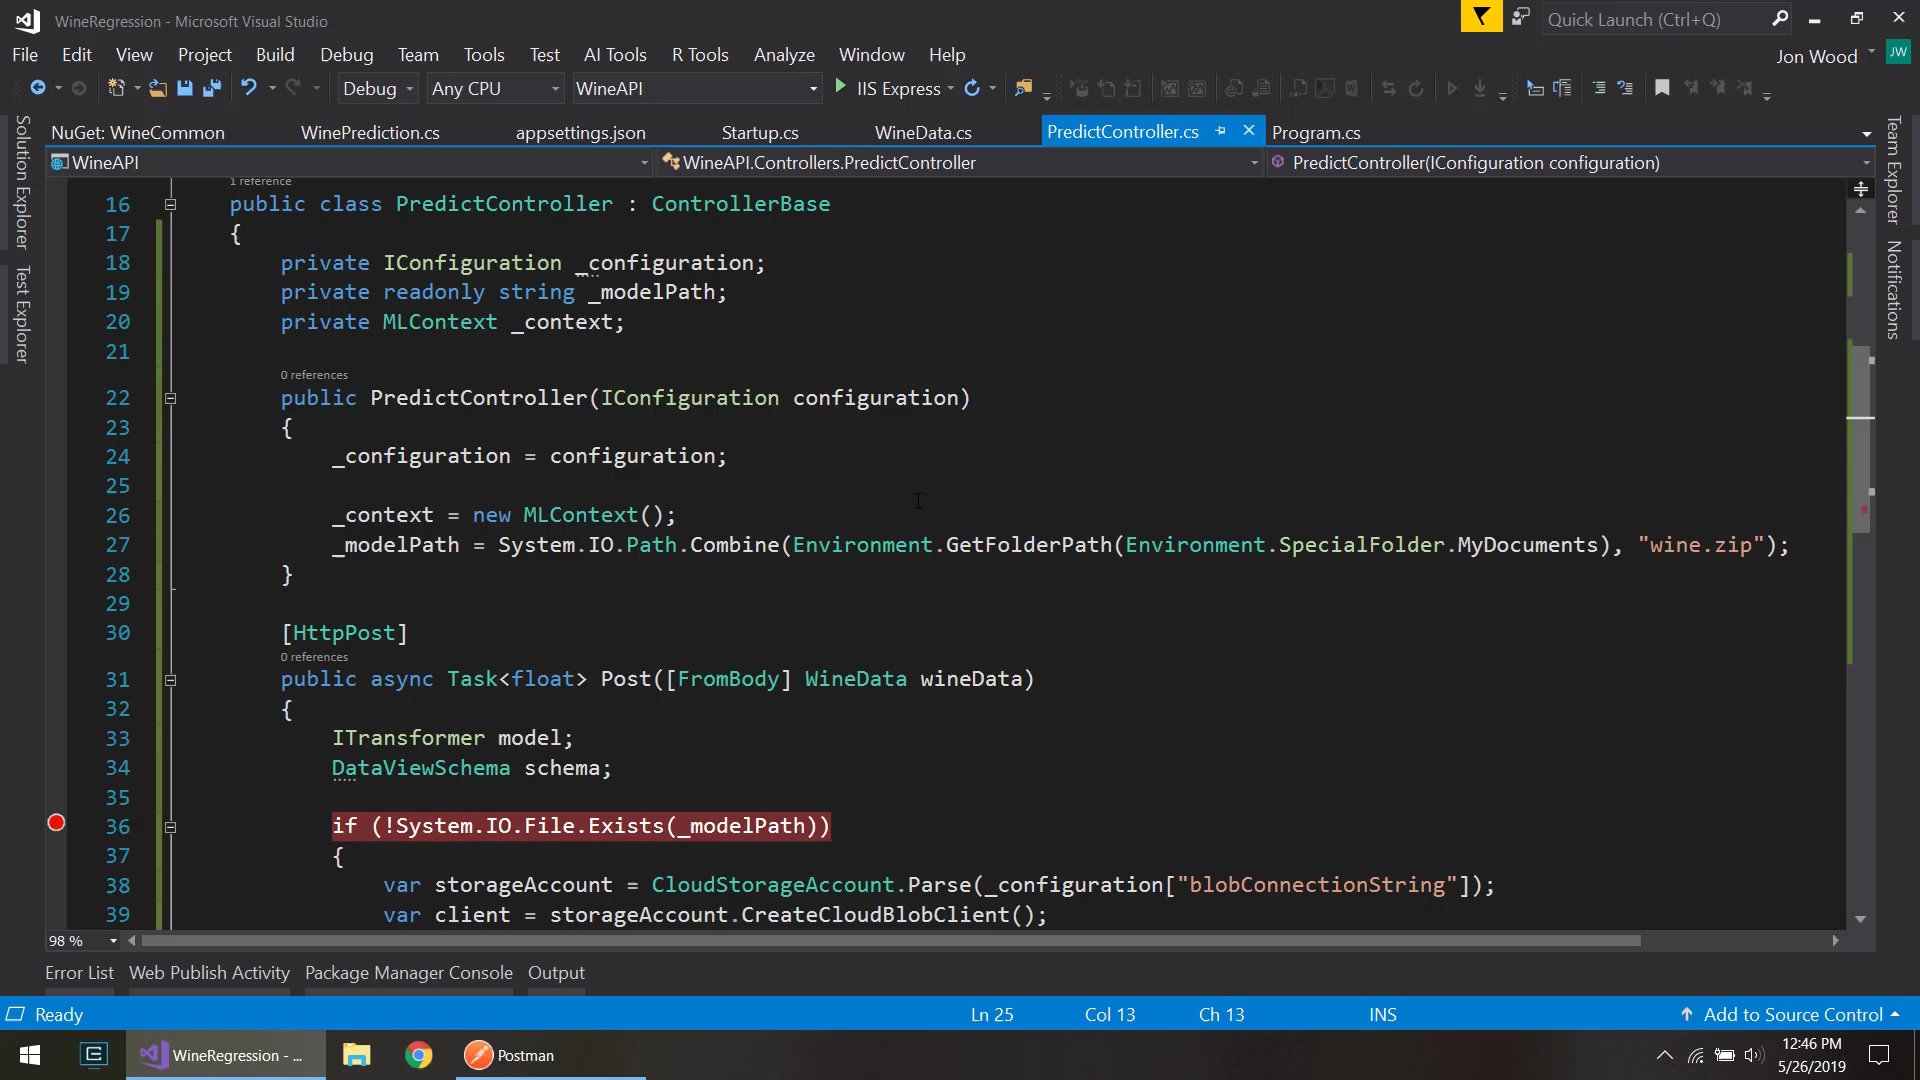 WineRegression - Microsoft Visual Studio
Quick Launch (Ctrl+Q)
File Edit View Project Build Debug Team Tools Test AI Tools R Tools Analyze Window Help
Jon Wood JW
Debug Any CPU WineAPI IIS Express
NuGet: WineCommon WinePrediction.cs appsettings.json Startup.cs WineData.cs PredictController.cs Program.cs
WineAPI WineAPI.Controllers.PredictController PredictController(IConfiguration configuration)
Solution Explorer
Test Explorer
Team Explorer
Notifications
1 reference
16 public class PredictController : ControllerBase
17 {
18 private IConfiguration _configuration;
19 private readonly string _modelPath;
20 private MLContext _context;
21
0 references
22 public PredictController(IConfiguration configuration)
23 {
24 _configuration = configuration;
25
26 _context = new MLContext();
27 _modelPath = System.IO.Path.Combine(Environment.GetFolderPath(Environment.SpecialFolder.MyDocuments), "wine.zip");
28 }
29
30 [HttpPost]
0 references
31 public async Task<float> Post([FromBody] WineData wineData)
32 {
33 ITransformer model;
34 DataViewSchema schema;
35
36 if (!System.IO.File.Exists(_modelPath))
37 {
38 var storageAccount = CloudStorageAccount.Parse(_configuration["blobConnectionString"]);
39 var client = storageAccount.CreateCloudBlobClient();
98 %
Error List Web Publish Activity Package Manager Console Output
Ready Ln 25 Col 13 Ch 13 INS Add to Source Control
WineRegression - ... Postman
12:46 PM
5/26/2019